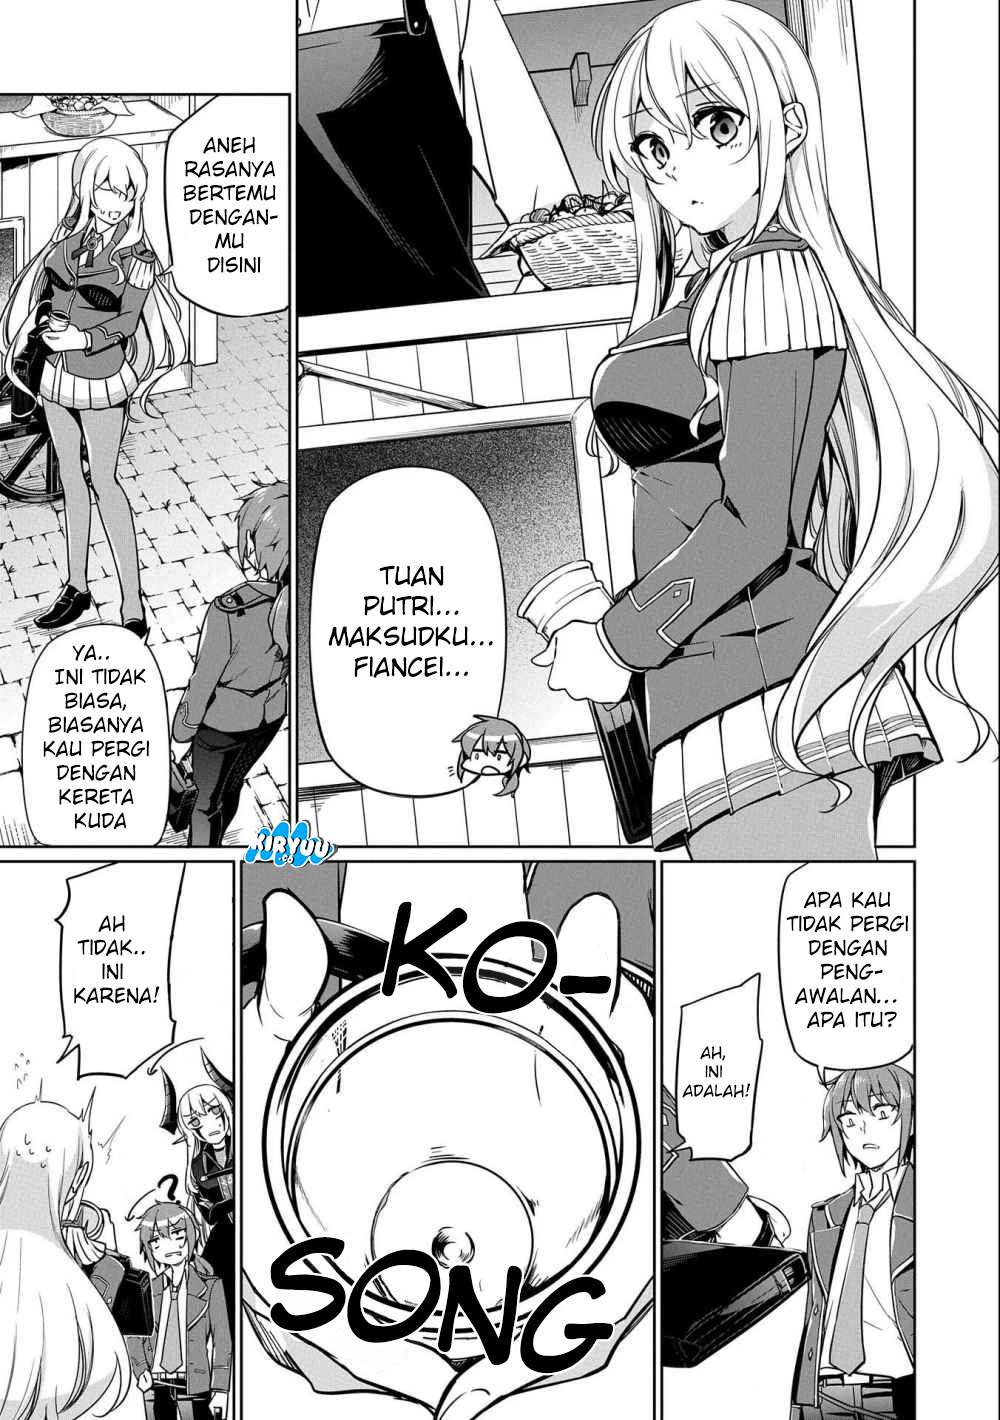 TUAN
PUTRI...
MAKSUDKU...
FIANCEI...
ANEH
RASANYA
BERTEMU
DENGAN-
MU
DISINI
YA..
INI TIDAK
BIASA,
BIASANYA
KAU PERGI
DENGAN
KERETA
KUDA
KIRYUU
.CO
APA KAU
TIDAK PERGI
DENGAN
PENG-
AWALAN...
APA ITU?
AH,
INI
ADALAH!
KO-
SONG
AH
TIDAK..
INI
KARENA!
?